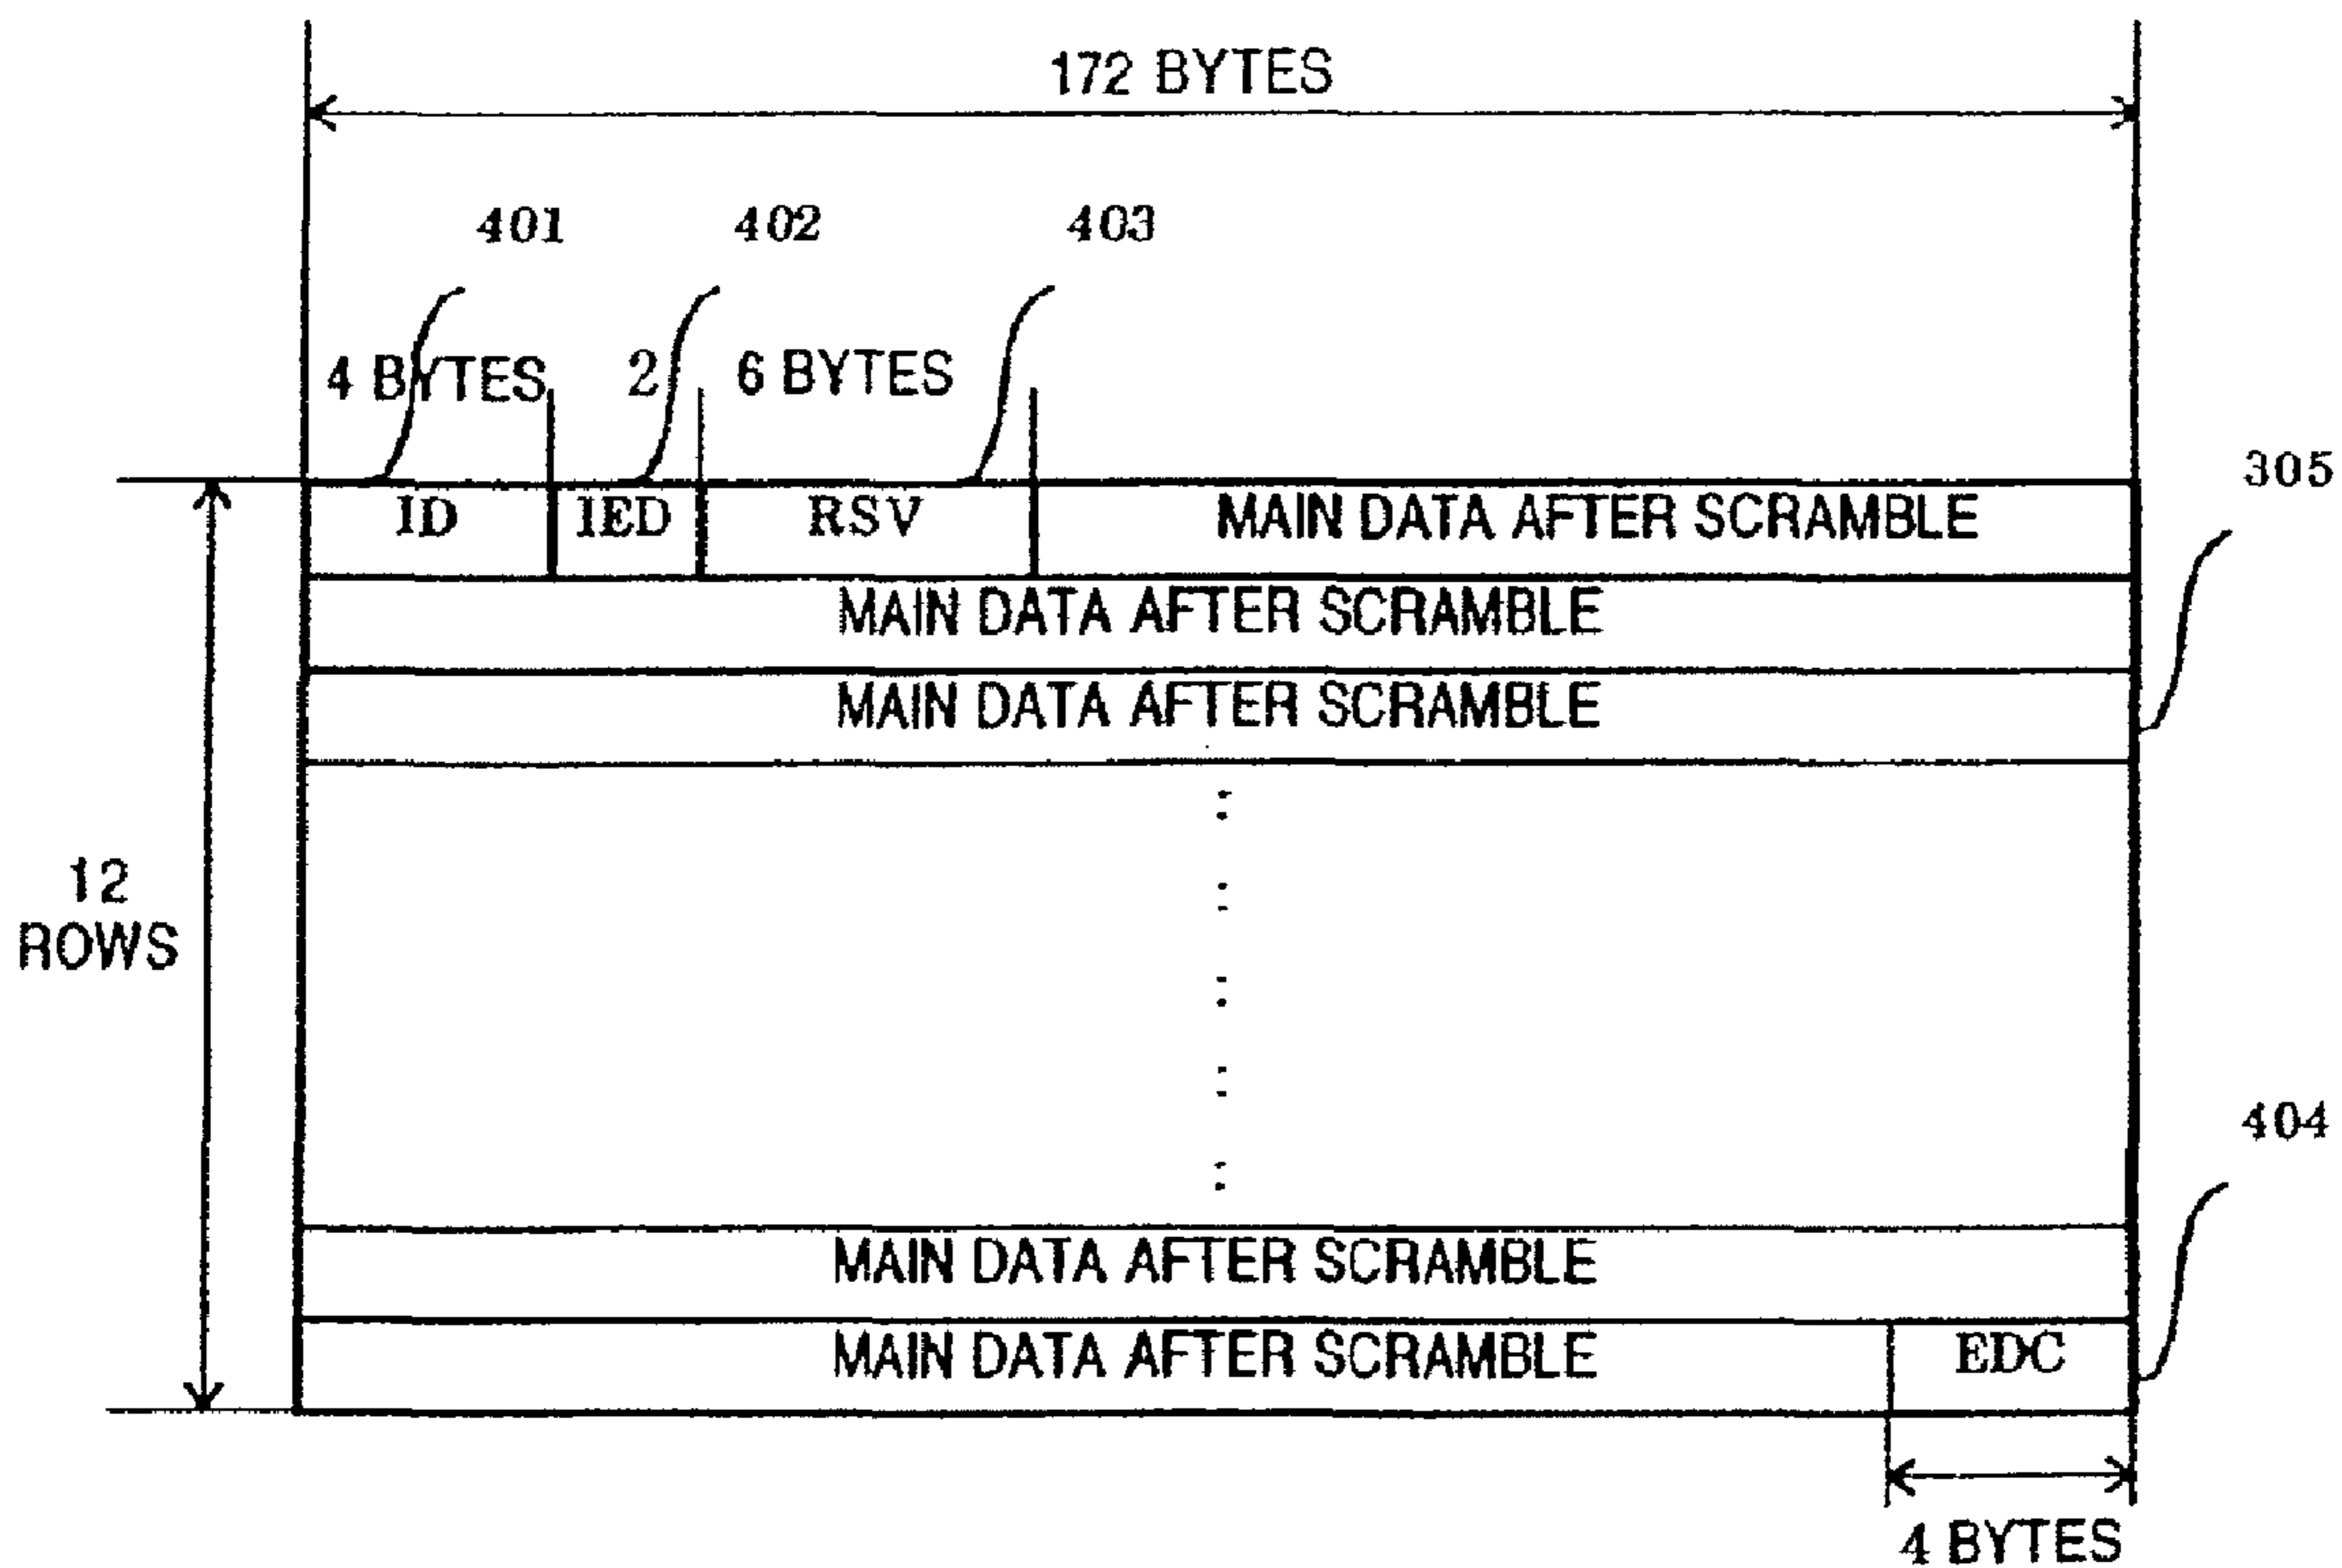 172 BYTES
401 402 403
4 BYTES 2 6 BYTES
305
ID IED RSV MAIN DATA AFTER SCRAMBLE
MAIN DATA AFTER SCRAMBLE
MAIN DATA AFTER SCRAMBLE
12
ROWS
404
MAIN DATA AFTER SCRAMBLE
MAIN DATA AFTER SCRAMBLE EDC
4 BYTES